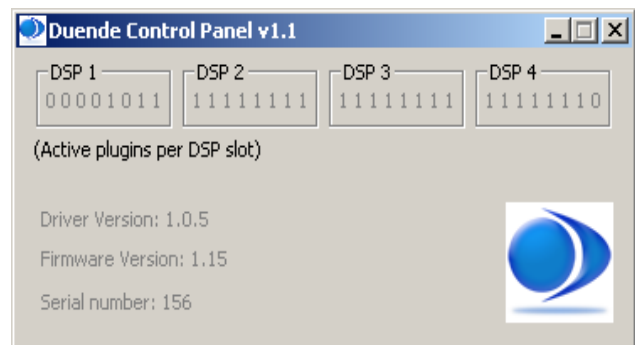 Duende Control Panel v1.1
DSP 1 DSP 2 DSP 3 DSP 4
00001011 11111111 11111111 11111110
(Active plugins per DSP slot)
Driver Version: 1.0.5
Firmware Version: 1.15
Serial number: 156